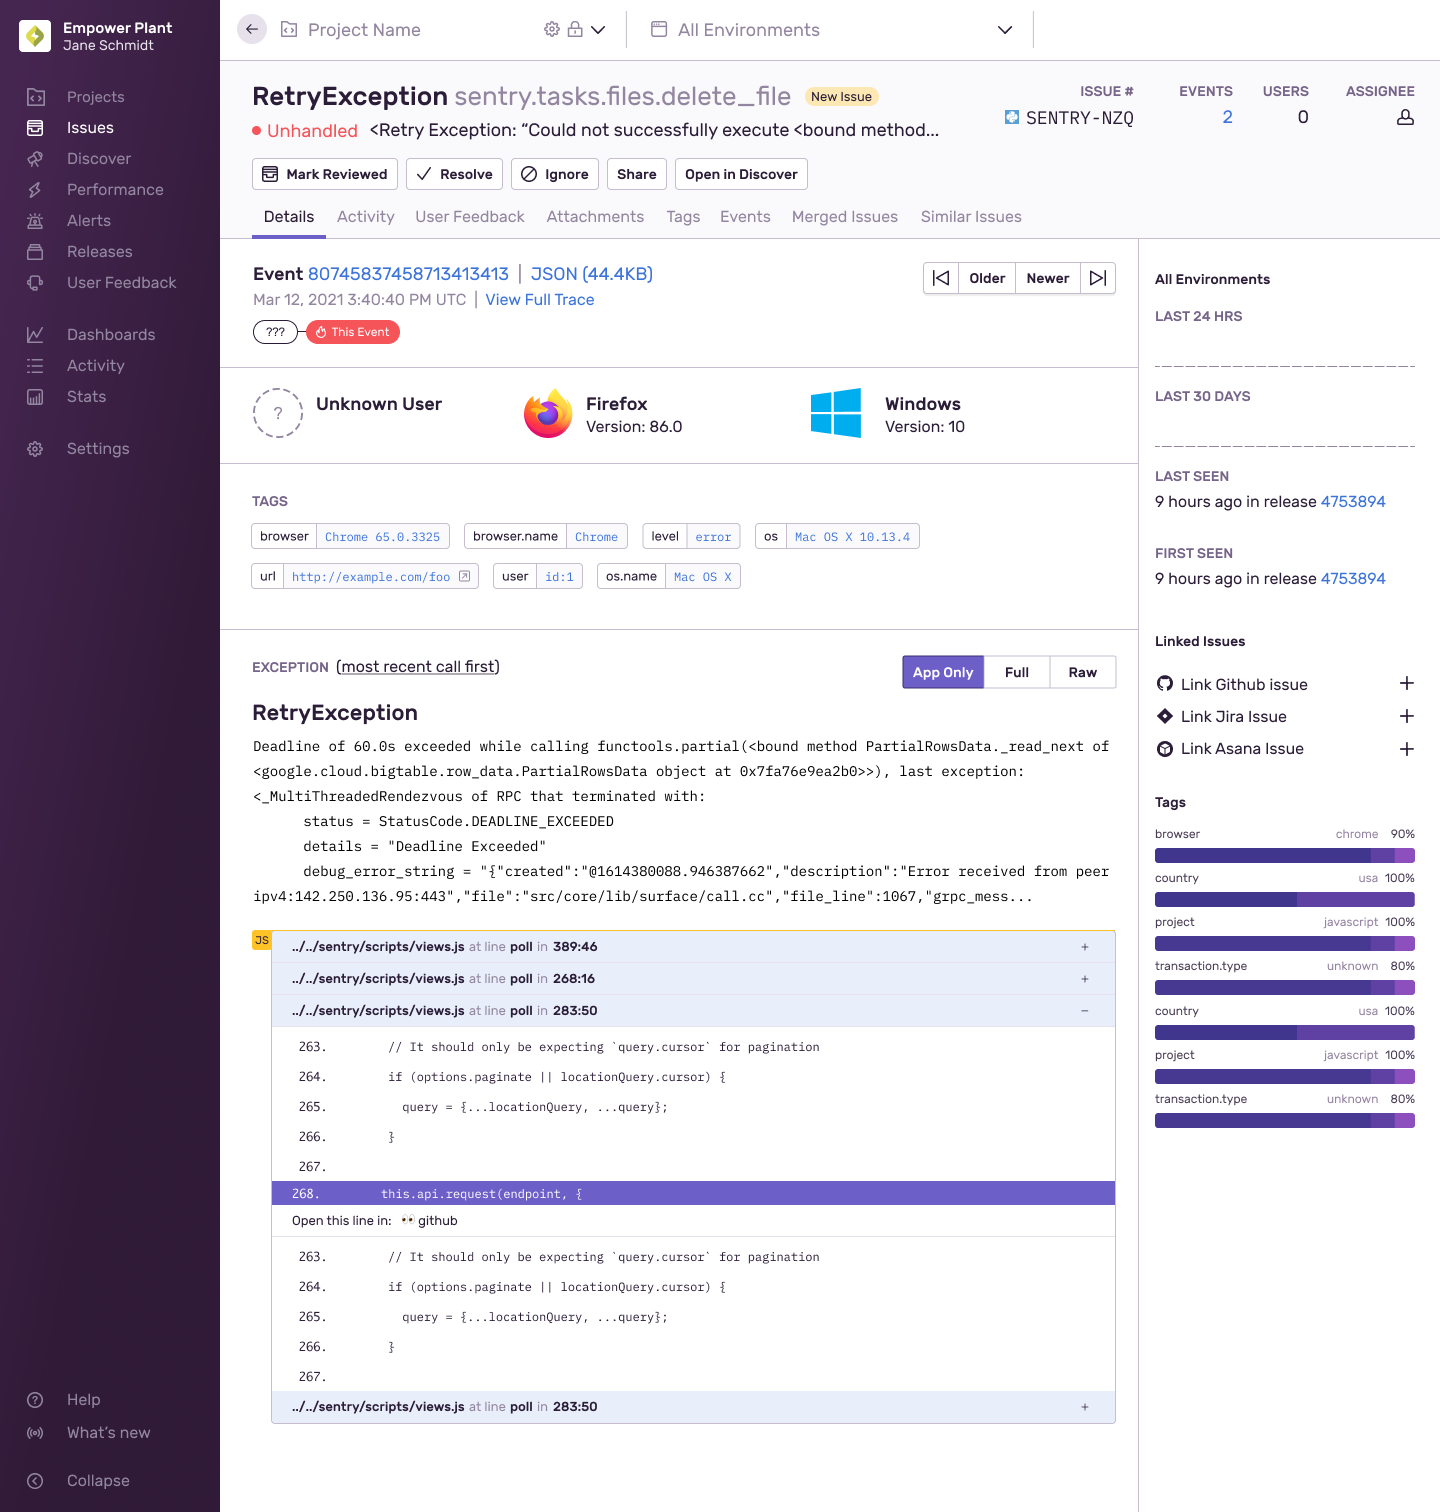 Empower Plant
Jane Schmidt
Projects
Issues
Discover
Performance
Alerts
Releases
User Feedback
Dashboards
Activity
Stats
Settings
Help
What's new
Collapse
Project Name
All Environments
RetryException sentry.tasks.files.delete_file New Issue
Unhandled <Retry Exception: “Could not successfully execute <bound method...
ISSUE # EVENTS USERS ASSIGNEE
SENTRY-NZQ 2 0
Mark Reviewed Resolve Ignore Share Open in Discover
Details Activity User Feedback Attachments Tags Events Merged Issues Similar Issues
Event 80745837458713413413 | JSON (44.4KB)
Mar 12, 2021 3:40:40 PM UTC | View Full Trace
??? This Event
Older Newer
? Unknown User
Firefox
Version: 86.0
Windows
Version: 10
TAGS
browser Chrome 65.0.3325 browser.name Chrome level error os Mac OS X 10.13.4
url http://example.com/foo user id:1 os.name Mac OS X
EXCEPTION (most recent call first)
App Only Full Raw
RetryException
Deadline of 60.0s exceeded while calling functools.partial(<bound method PartialRowsData._read_next of
<google.cloud.bigtable.row_data.PartialRowsData object at 0x7fa76e9ea2b0>>), last exception:
<_MultiThreadedRendezvous of RPC that terminated with:
status = StatusCode.DEADLINE_EXCEEDED
details = "Deadline Exceeded"
debug_error_string = "{"created":"@1614380088.946387662","description":"Error received from peer
ipv4:142.250.136.95:443","file":"src/core/lib/surface/call.cc","file_line":1067,"grpc_mess...
JS
../../sentry/scripts/views.js at line poll in 389:46 +
../../sentry/scripts/views.js at line poll in 268:16 +
../../sentry/scripts/views.js at line poll in 283:50 −
263. // It should only be expecting `query.cursor` for pagination
264. if (options.paginate || locationQuery.cursor) {
265. query = {...locationQuery, ...query};
266. }
267.
268. this.api.request(endpoint, {
Open this line in: 👀 github
263. // It should only be expecting `query.cursor` for pagination
264. if (options.paginate || locationQuery.cursor) {
265. query = {...locationQuery, ...query};
266. }
267.
../../sentry/scripts/views.js at line poll in 283:50 +
All Environments
LAST 24 HRS
LAST 30 DAYS
LAST SEEN
9 hours ago in release 4753894
FIRST SEEN
9 hours ago in release 4753894
Linked Issues
Link Github issue +
Link Jira Issue +
Link Asana Issue +
Tags
browser chrome 90%
country usa 100%
project javascript 100%
transaction.type unknown 80%
country usa 100%
project javascript 100%
transaction.type unknown 80%